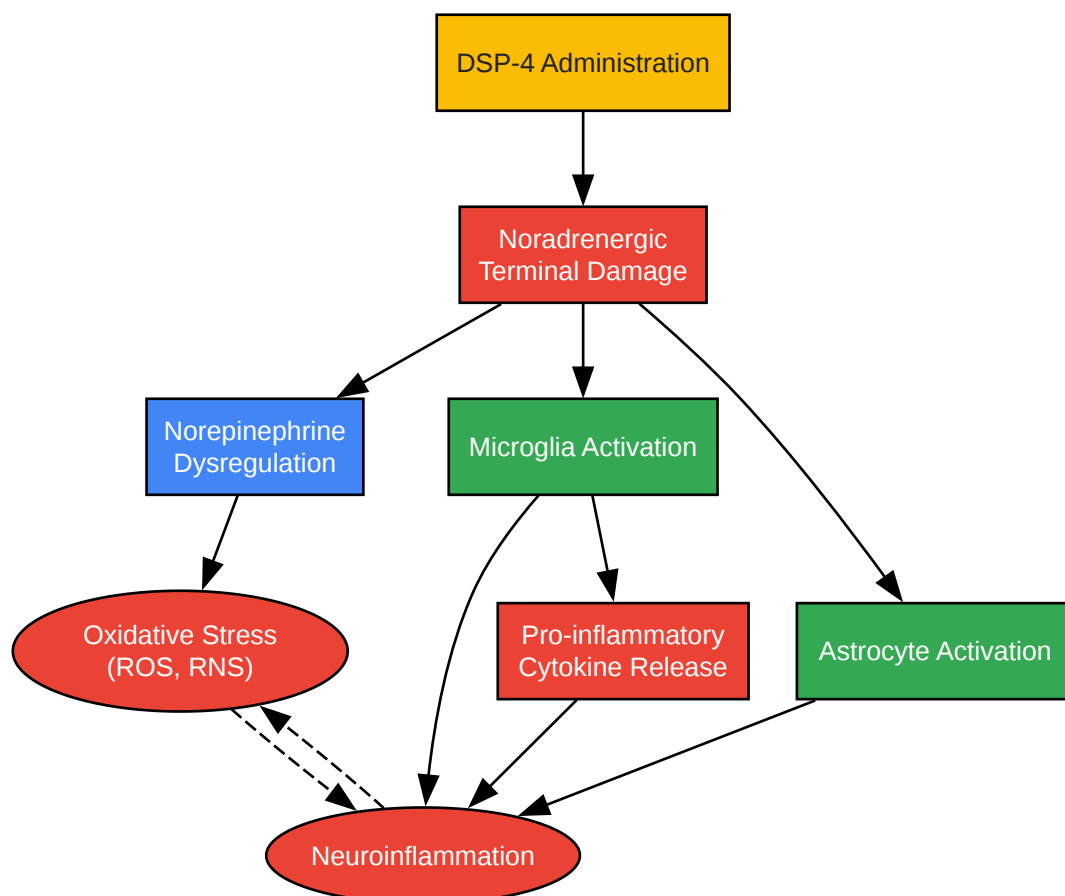 DSP-4 Administration
Noradrenergic
Terminal Damage
Norepinephrine
Dysregulation
Microglia Activation
Oxidative Stress
(ROS, RNS)
Pro-inflammatory
Cytokine Release
Astrocyte Activation
Neuroinflammation